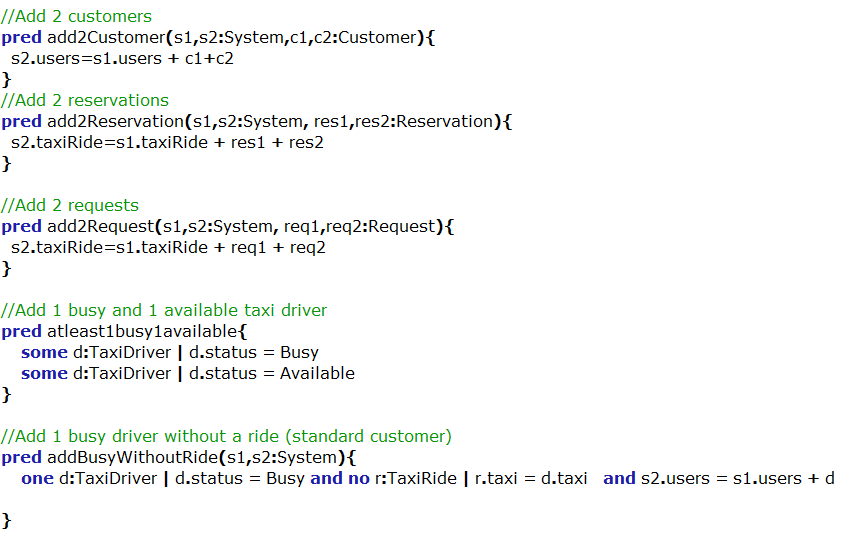 //Add 2 customers
pred add2Customer(s1,s2:System,c1,c2:Customer){
  s2.users=s1.users + c1+c2
}
//Add 2 reservations
pred add2Reservation(s1,s2:System, res1,res2:Reservation){
  s2.taxiRide=s1.taxiRide + res1 + res2
}

//Add 2 requests
pred add2Request(s1,s2:System, req1,req2:Request){
  s2.taxiRide=s1.taxiRide + req1 + req2
}

//Add 1 busy and 1 available taxi driver
pred atleast1busy1available{
    some d:TaxiDriver | d.status = Busy
    some d:TaxiDriver | d.status = Available
}

//Add 1 busy driver without a ride (standard customer)
pred addBusyWithoutRide(s1,s2:System){
    one d:TaxiDriver | d.status = Busy and no r:TaxiRide | r.taxi = d.taxi   and s2.users = s1.users + d

}